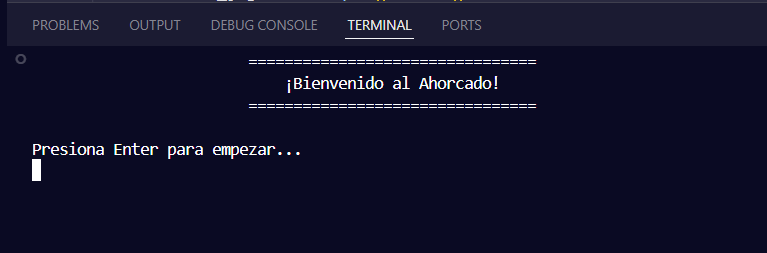 PROBLEMS OUTPUT DEBUG CONSOLE TERMINAL PORTS
================================
¡Bienvenido al Ahorcado!
================================
Presiona Enter para empezar...